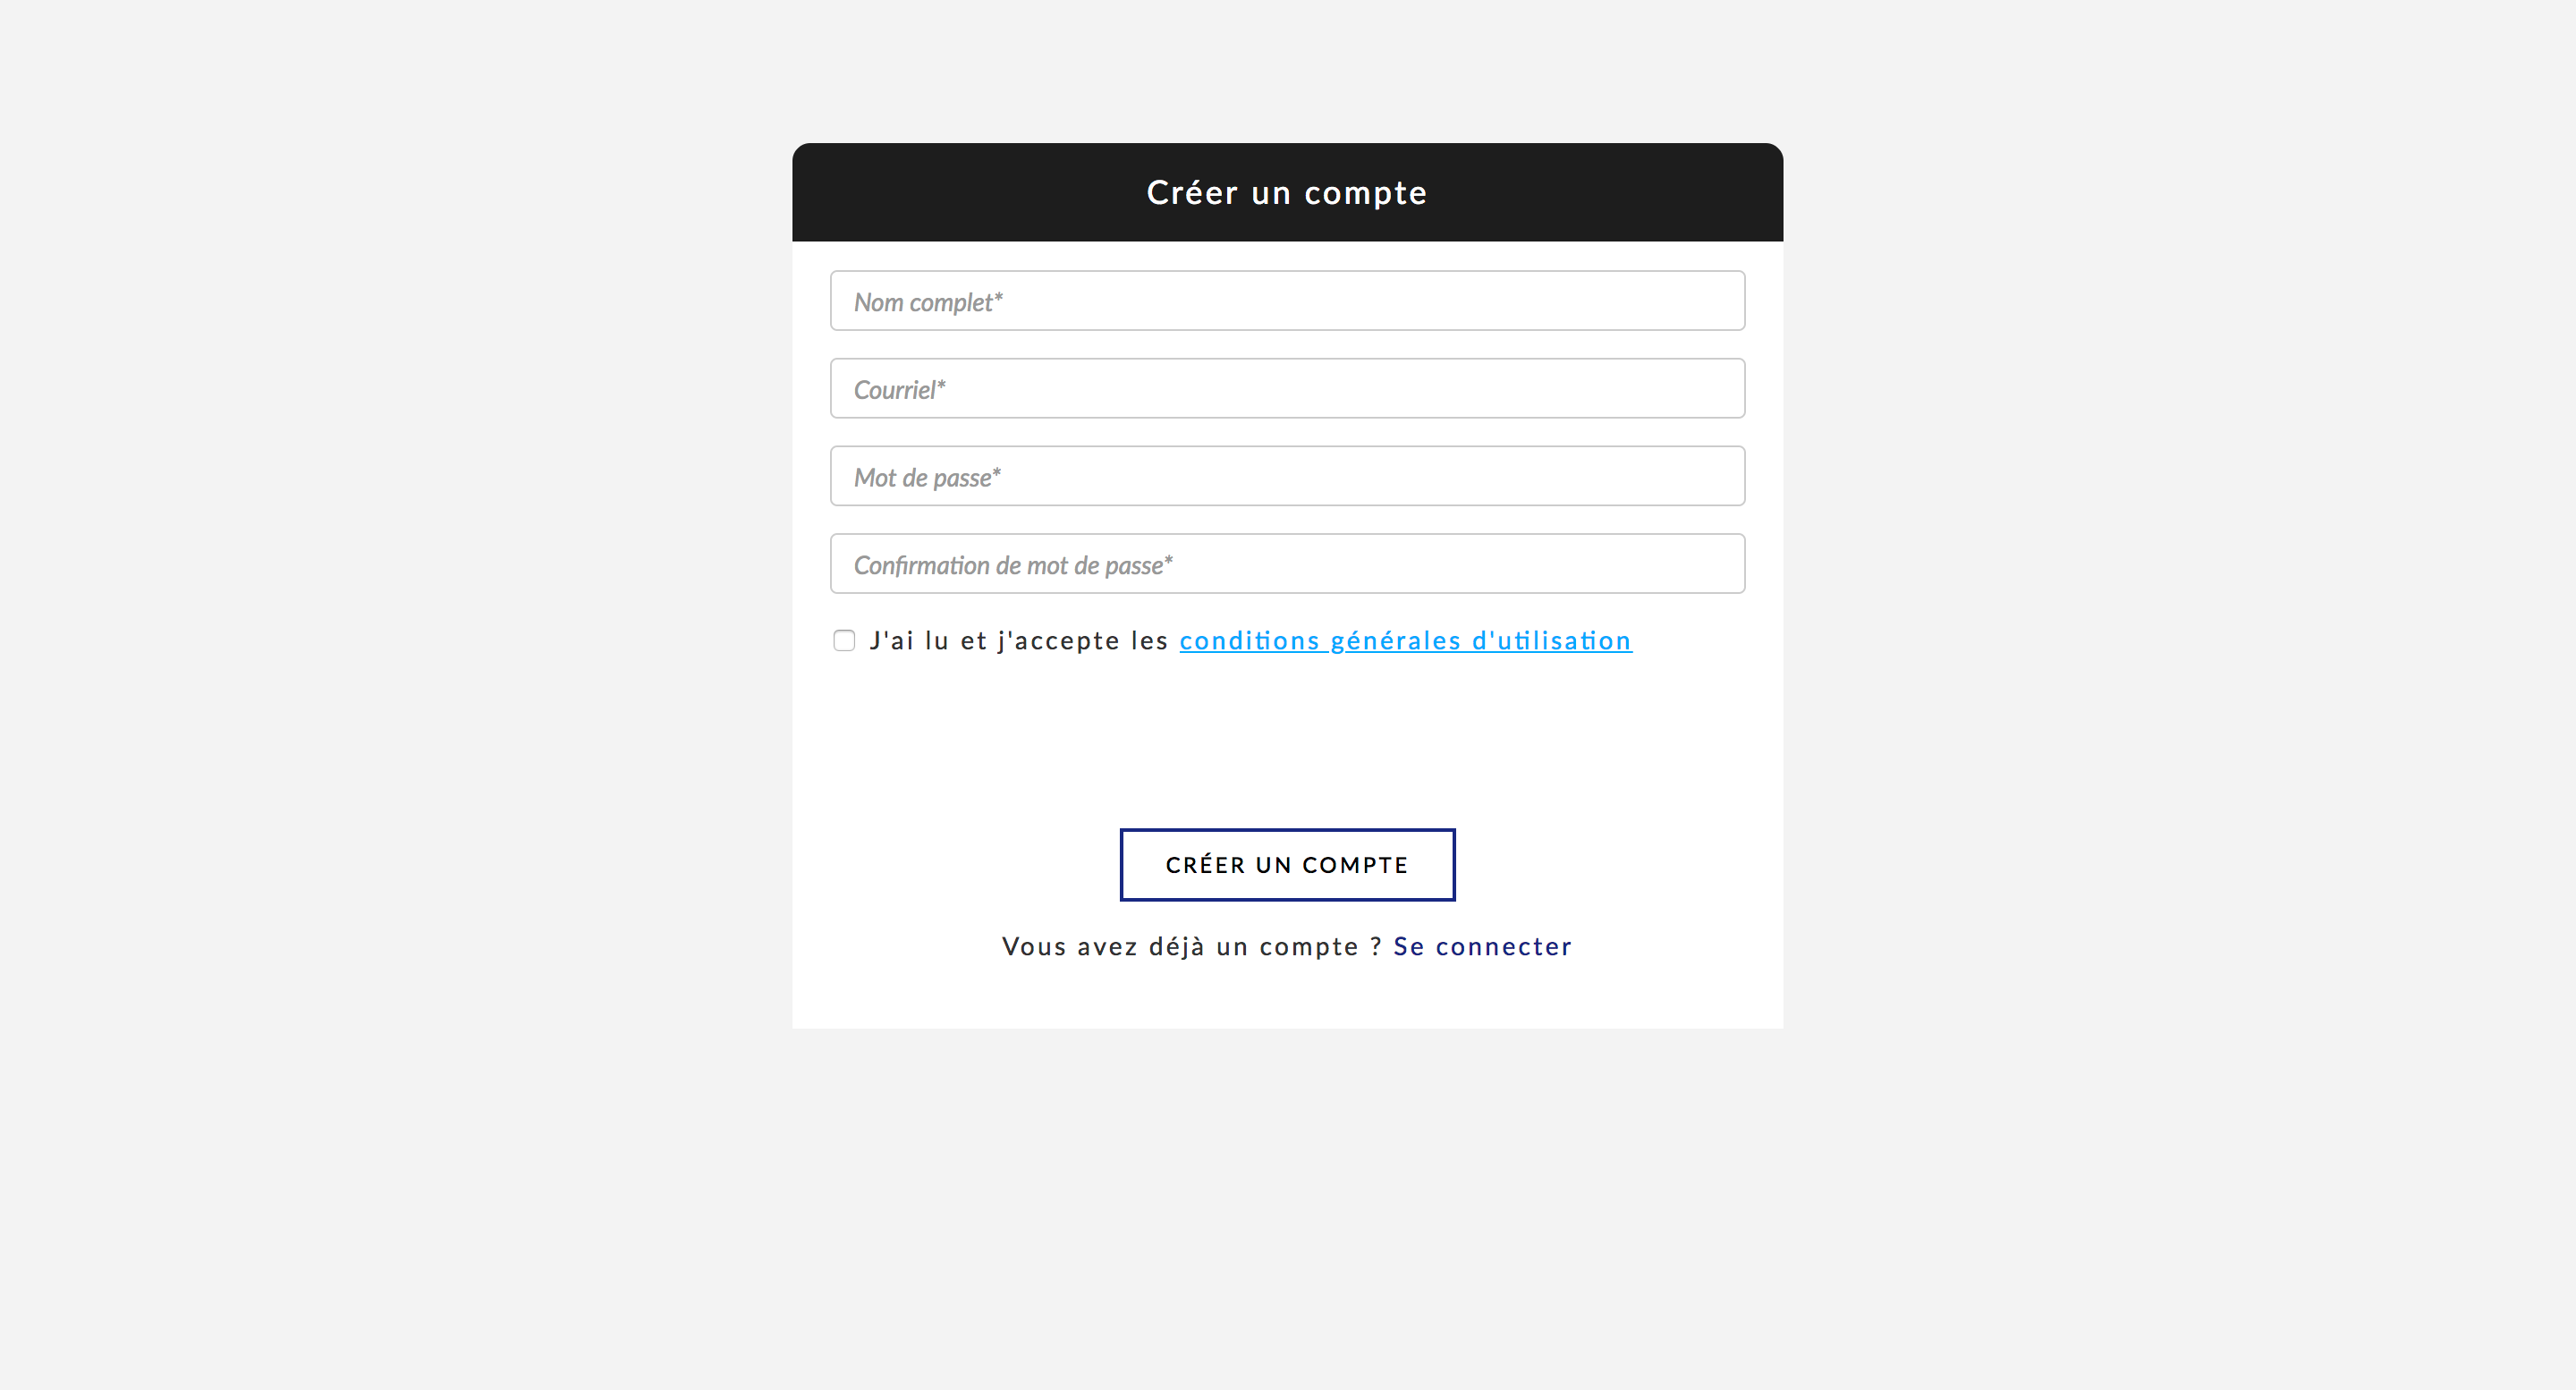 Créer un compte
Nom complet*
Courriel*
Mot de passe*
Confirmation de mot de passe*
J'ai lu et j'accepte les conditions générales d'utilisation
CRÉER UN COMPTE
Vous avez déjà un compte ? Se connecter